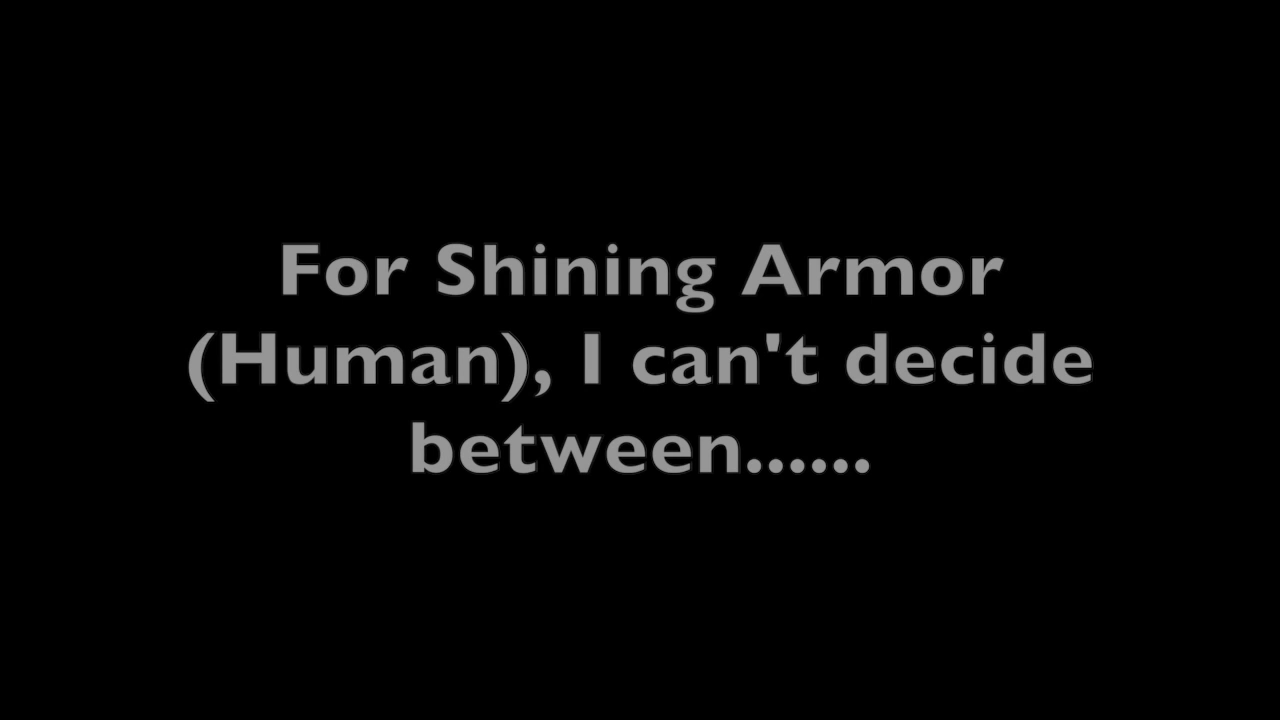 For Shining Armor
(Human), I can't decide
between......